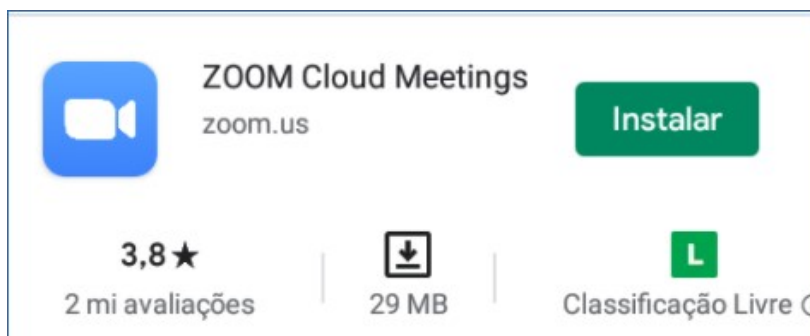 ZOOM Cloud Meetings
zoom.us
Instalar
3,8★
2 mi avaliações
29 MB
L
Classificação Livre